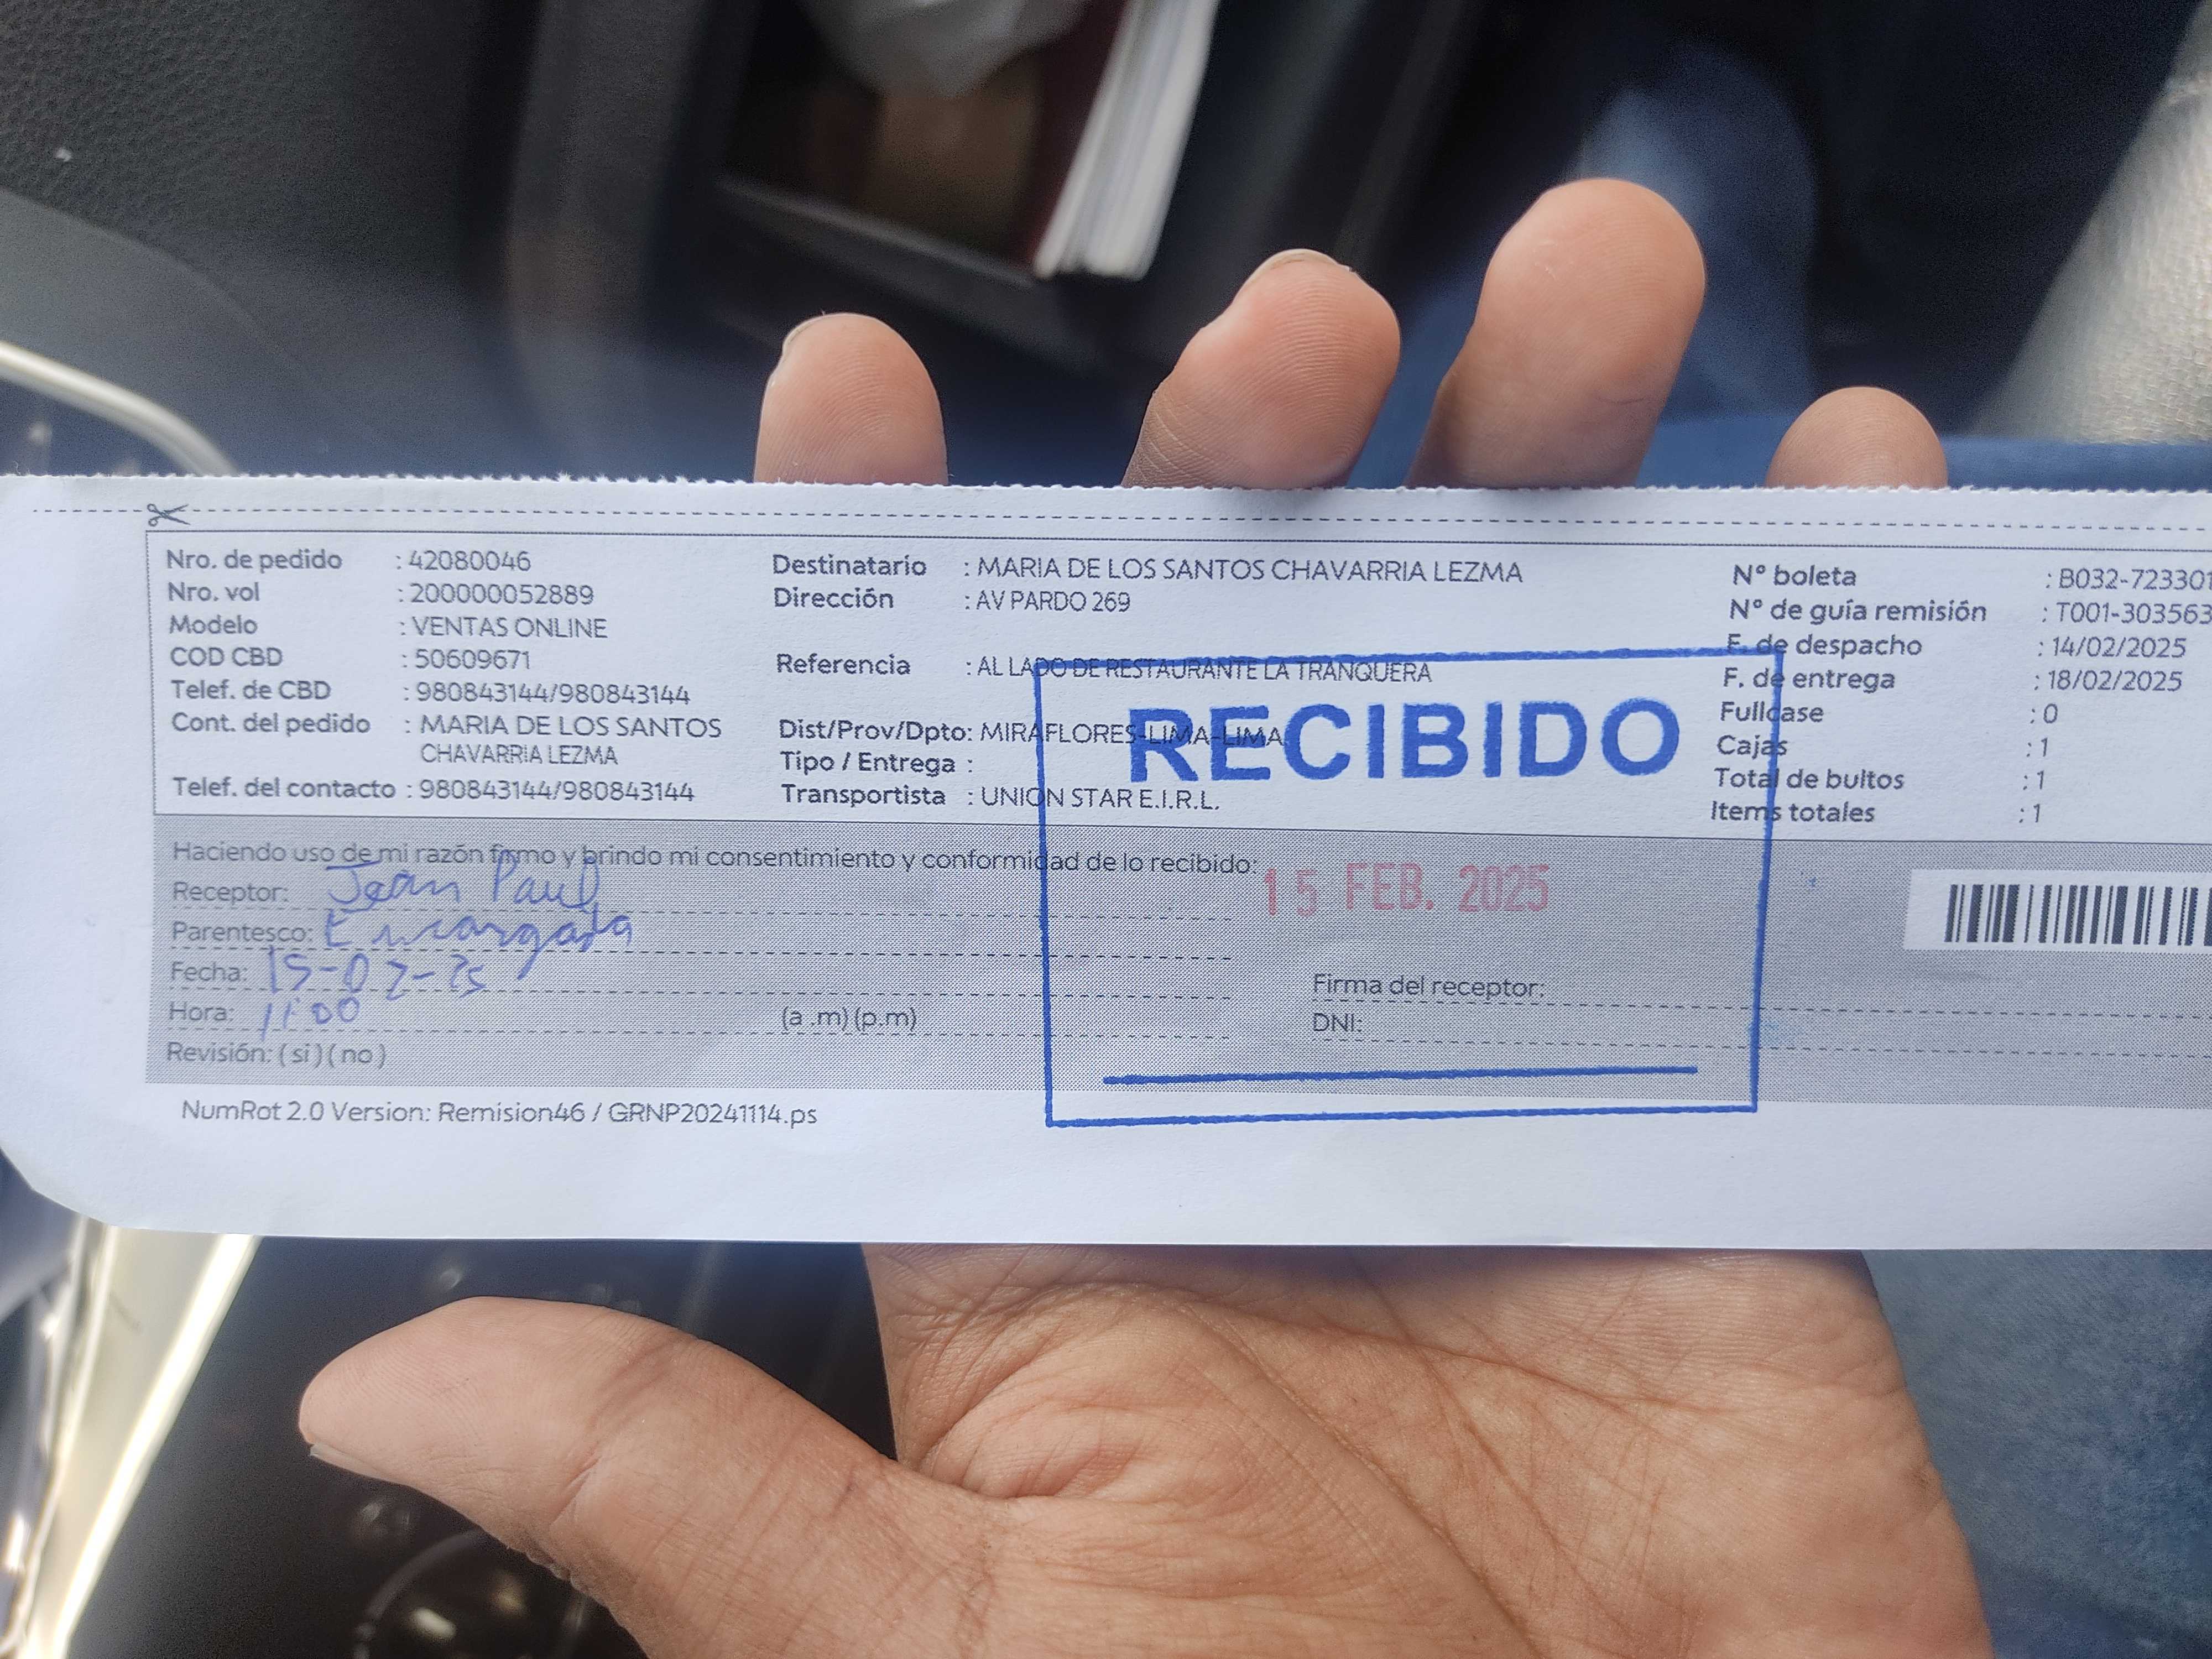 Nro. de pedido : 42080046
Nro. vol : 200000052889
Modelo : VENTAS ONLINE
COD CBD : 50609671
Telef. de CBD : 980843144/980843144
Cont. del pedido : MARIA DE LOS SANTOS
CHAVARRIA LEZMA
Telef. del contacto : 980843144/980843144
Destinatario : MARIA DE LOS SANTOS CHAVARRIA LEZMA
Dirección : AV PARDO 269
Referencia : AL LADO DE RESTAURANTE LA TRANQUERA
Dist/Prov/Dpto: MIRAFLORES-LIMA-LIMA
Tipo / Entrega :
Transportista : UNION STAR E.I.R.L.
N° boleta : B032-723301
N° de guía remisión : T001-303563
F. de despacho : 14/02/2025
F. de entrega : 18/02/2025
Fullcase : 0
Cajas : 1
Total de bultos : 1
Items totales : 1
RECIBIDO
15 FEB. 2025
Haciendo uso de mi razón firmo y brindo mi consentimiento y conformidad de lo recibido:
Receptor: Jean Paul
Parentesco: Encargada
Fecha: 15-02-25
Hora: 11:00 (a .m) (p.m)
Revisión: ( si ) ( no )
Firma del receptor:
DNI:
NumRot 2.0 Version: Remision46 / GRNP20241114.ps